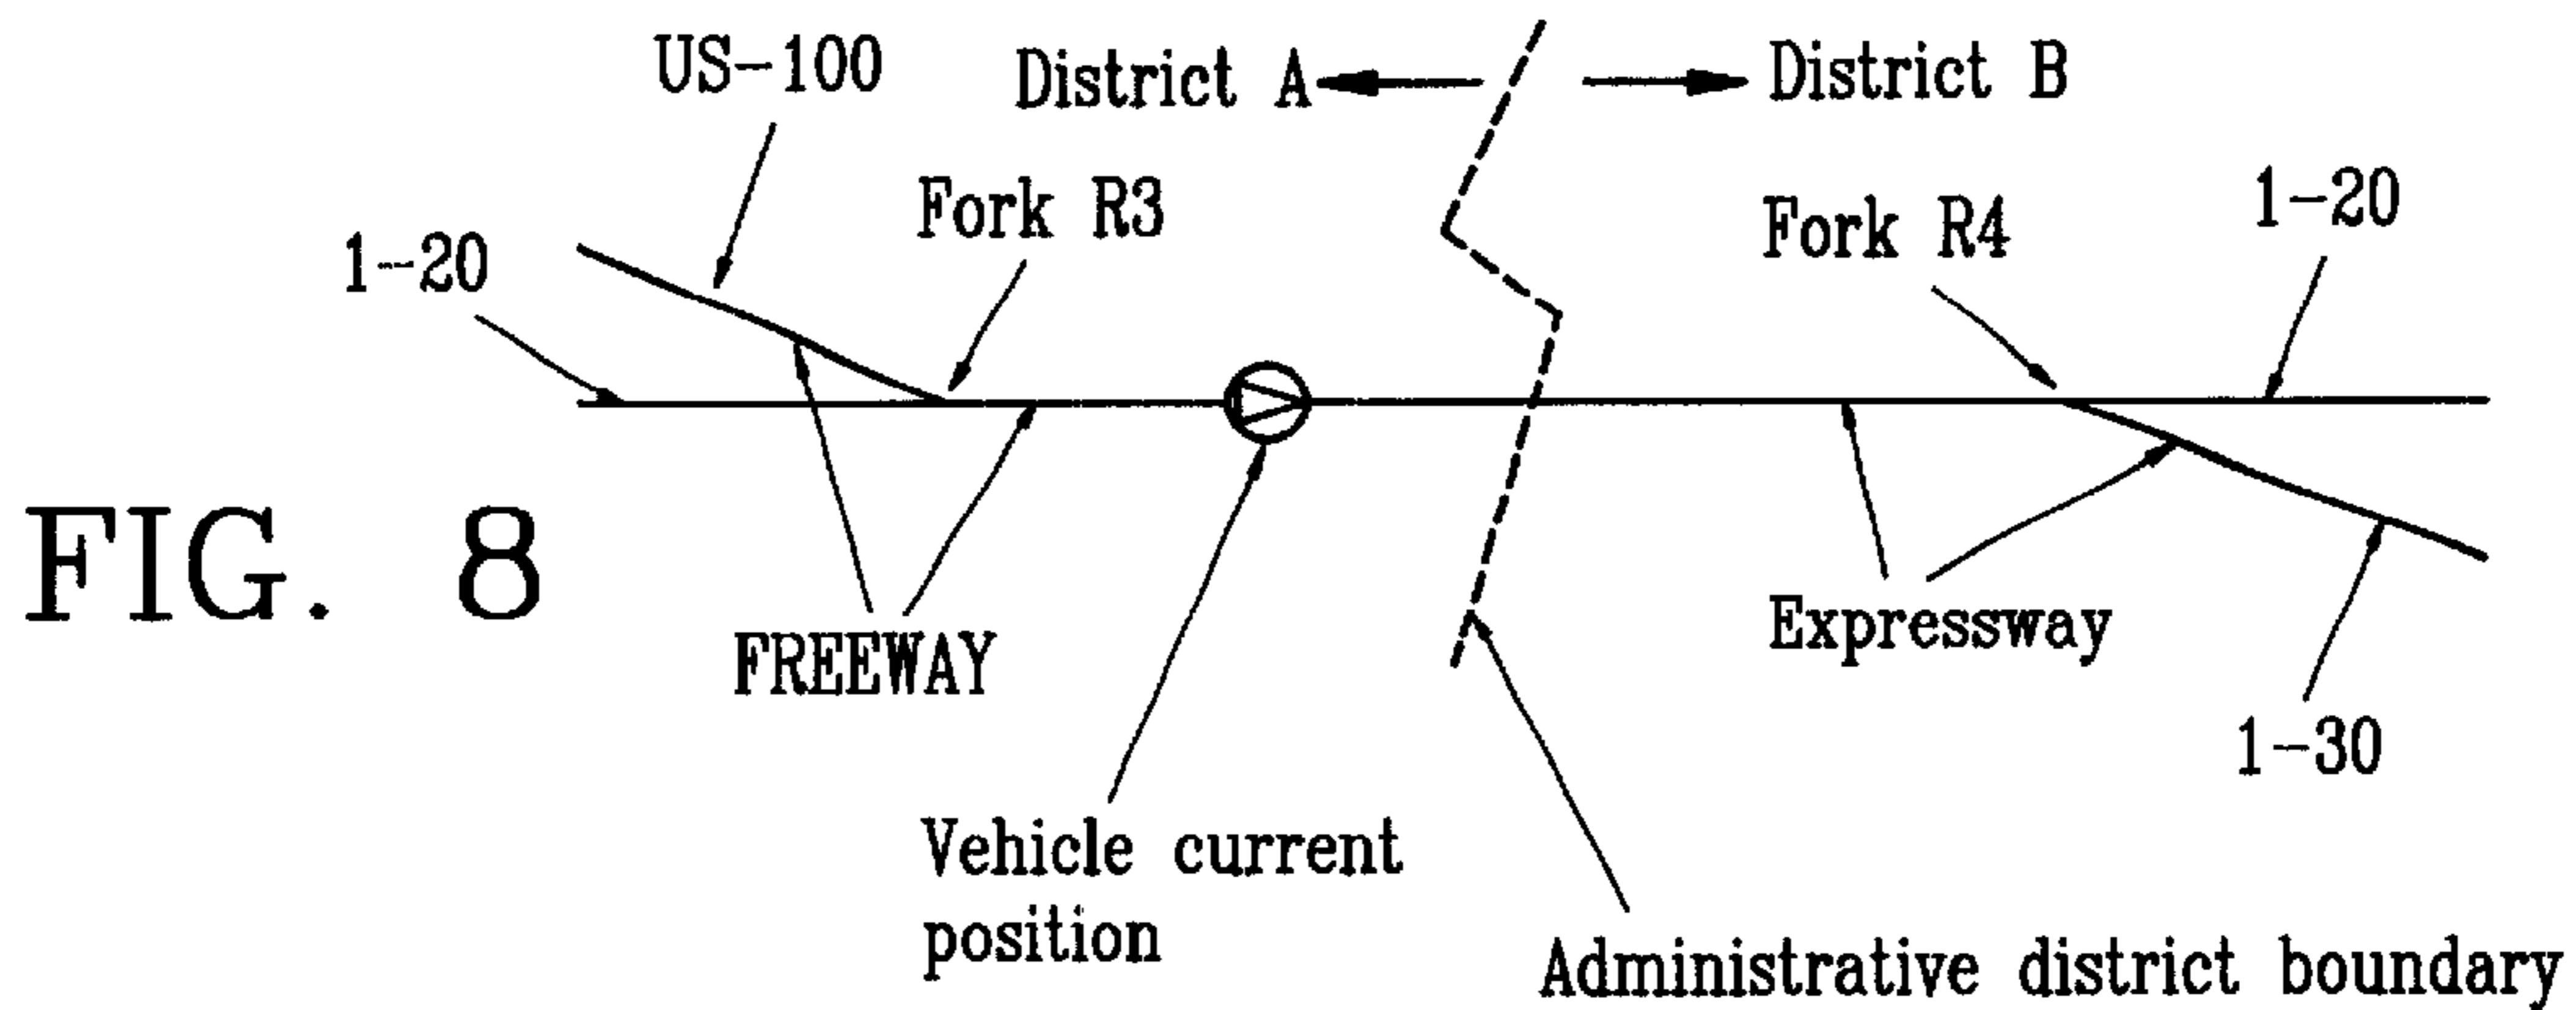 US-100
District A
District B
Fork R3
1-20
Fork R4
1-20
FIG. 8
FREEWAY
Expressway
1-30
Vehicle current
position
Administrative district boundary